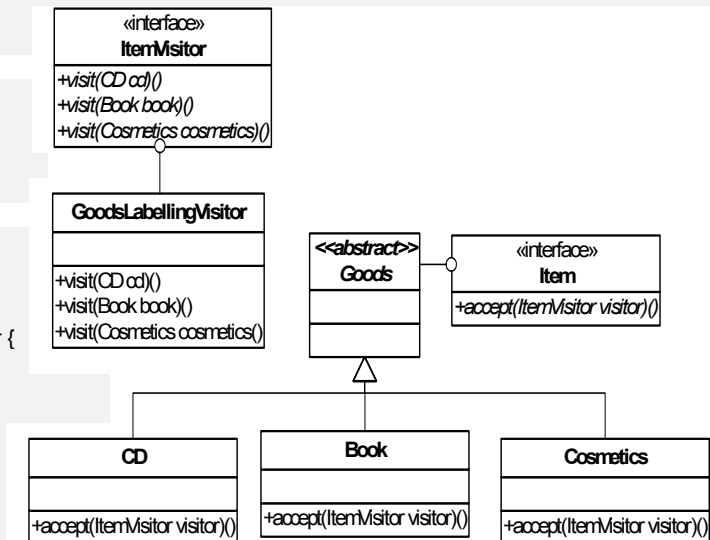 «interface»
ItemVisitor
+visit(CD cd)()
+visit(Book book)()
+visit(Cosmetics cosmetics)()
GoodsLabellingVisitor
+visit(CD cd)()
+visit(Book book)()
+visit(Cosmetics cosmetics()
<<abstract>>
Goods
«interface»
Item
+accept(ItemVisitor visitor)()
{
CD
+accept(ItemVisitor visitor)()
Book
+accept(ItemVisitor visitor)()
Cosmetics
+accept(ItemVisitor visitor)()